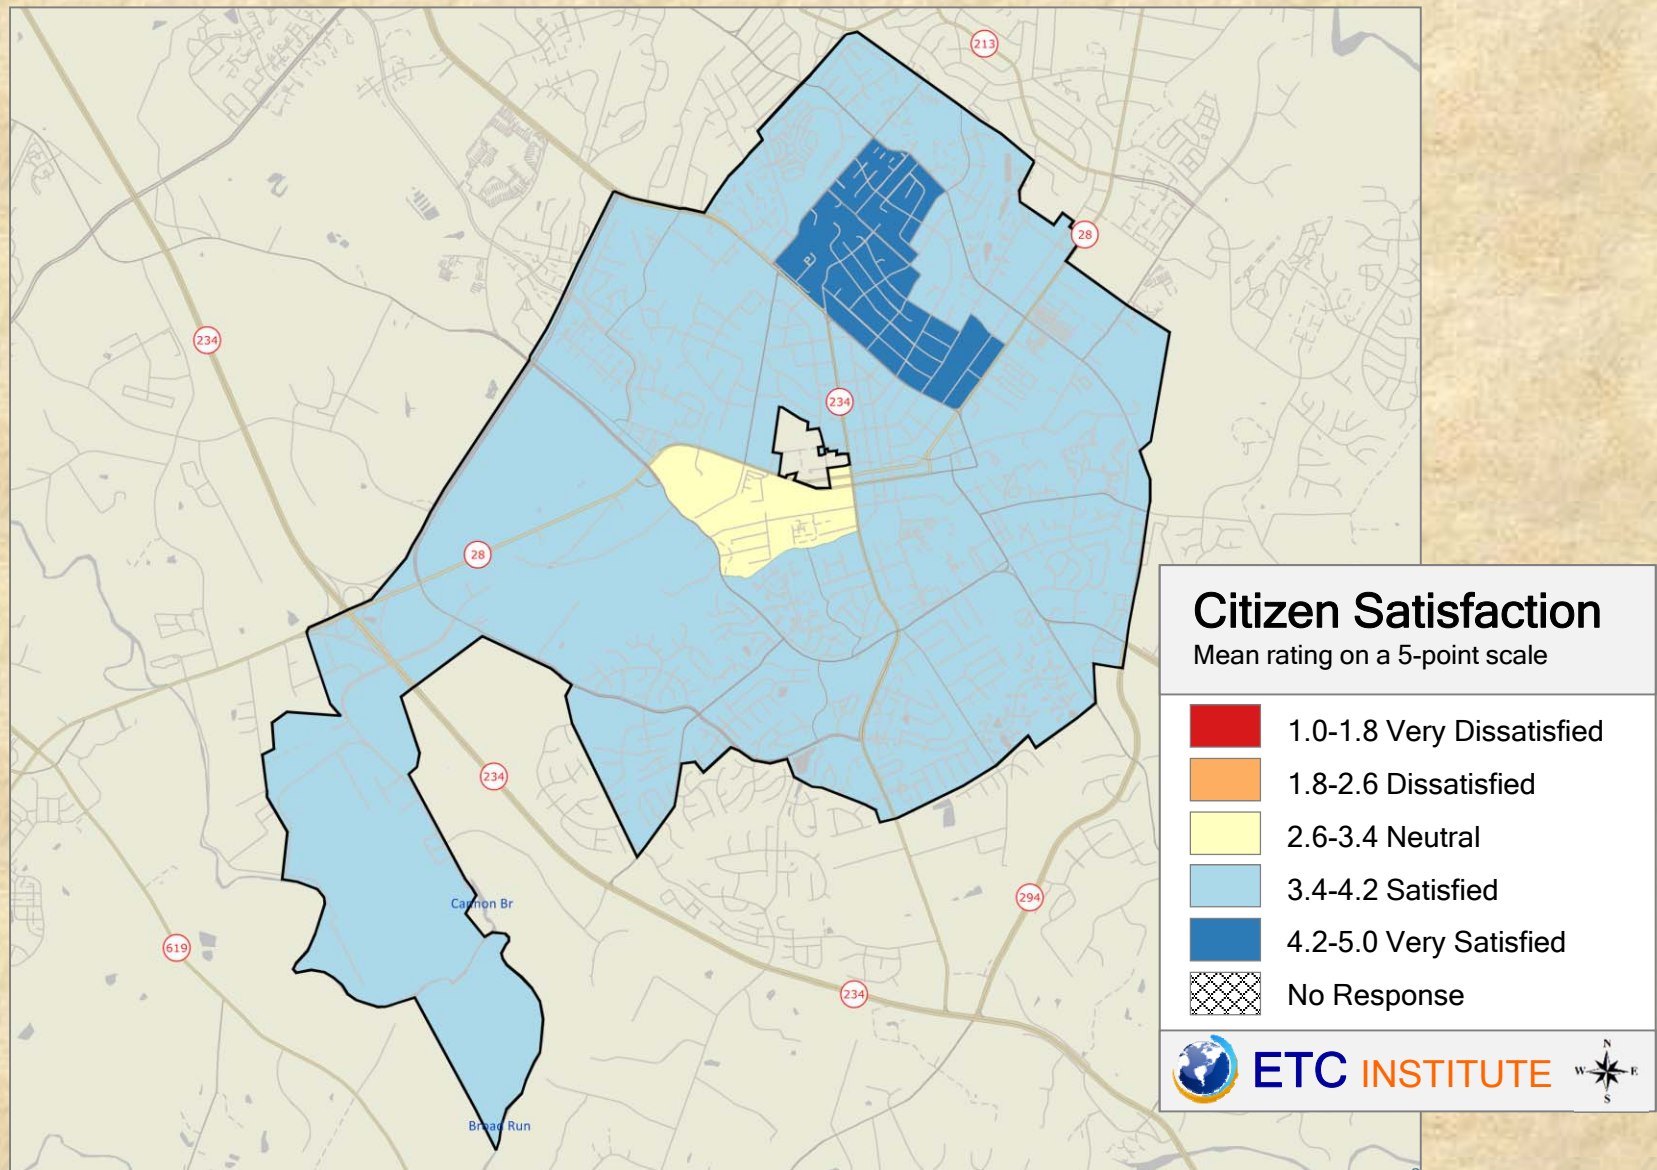 213
28
234
234
28
Citizen Satisfaction
Mean rating on a 5-point scale
1.0-1.8 Very Dissatisfied
1.8-2.6 Dissatisfied
2.6-3.4 Neutral
3.4-4.2 Satisfied
4.2-5.0 Very Satisfied
No Response
234
294
Cannon Br
619
234
ETC INSTITUTE
N
W E
S
Broad Run